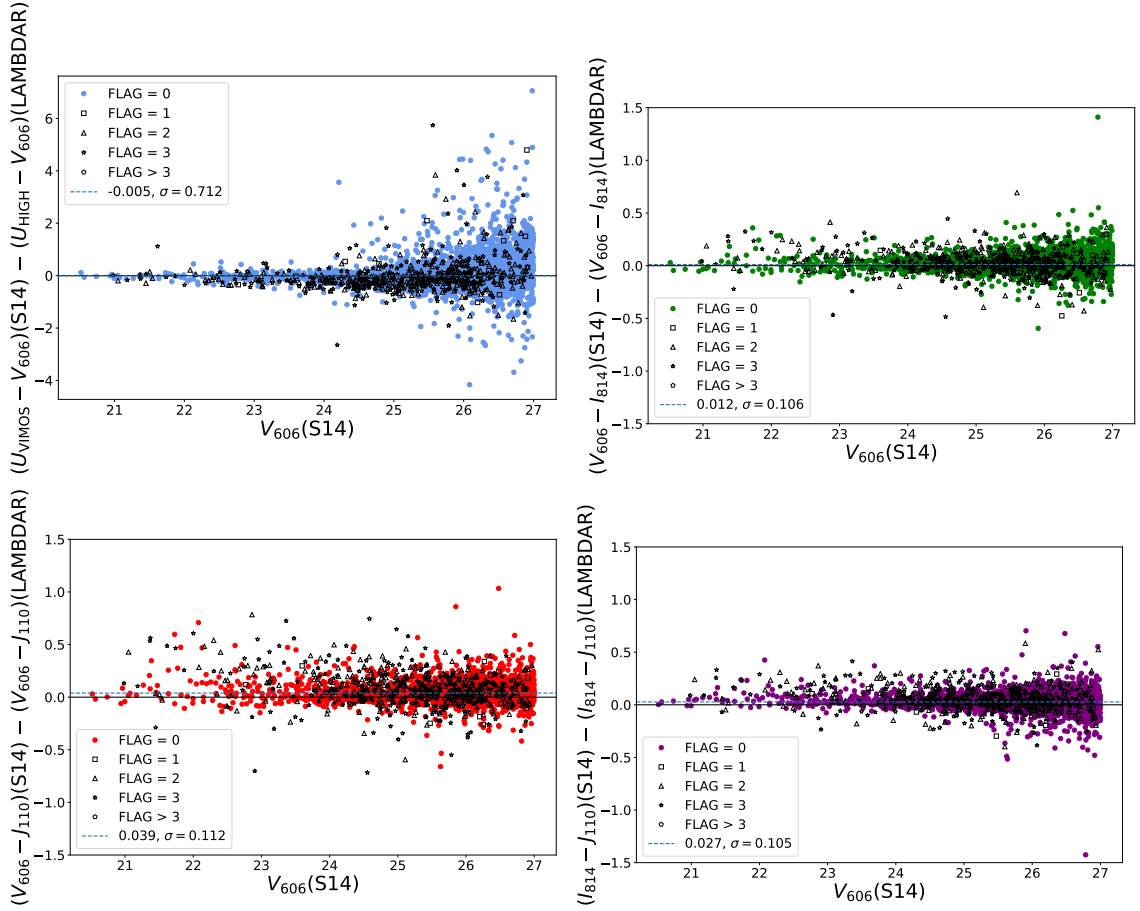 (U_VIMOS − V_606)(S14) − (U_HIGH − V_606)(LAMBDAR)
6
4
2
0
−2
−4
FLAG = 0
FLAG = 1
FLAG = 2
FLAG = 3
FLAG > 3
-0.005, σ = 0.712
21 22 23 24 25 26 27
V_606(S14)
(V_606 − I_814)(S14) − (V_606 − I_814)(LAMBDAR)
1.5
1.0
0.5
0.0
−0.5
−1.0
−1.5
FLAG = 0
FLAG = 1
FLAG = 2
FLAG = 3
FLAG > 3
0.012, σ = 0.106
21 22 23 24 25 26 27
V_606(S14)
(V_606 − J_110)(S14) − (V_606 − J_110)(LAMBDAR)
1.5
1.0
0.5
0.0
−0.5
−1.0
−1.5
FLAG = 0
FLAG = 1
FLAG = 2
FLAG = 3
FLAG > 3
0.039, σ = 0.112
21 22 23 24 25 26 27
V_606(S14)
(I_814 − J_110)(S14) − (I_814 − J_110)(LAMBDAR)
1.5
1.0
0.5
0.0
−0.5
−1.0
−1.5
FLAG = 0
FLAG = 1
FLAG = 2
FLAG = 3
FLAG > 3
0.027, σ = 0.105
21 22 23 24 25 26 27
V_606(S14)